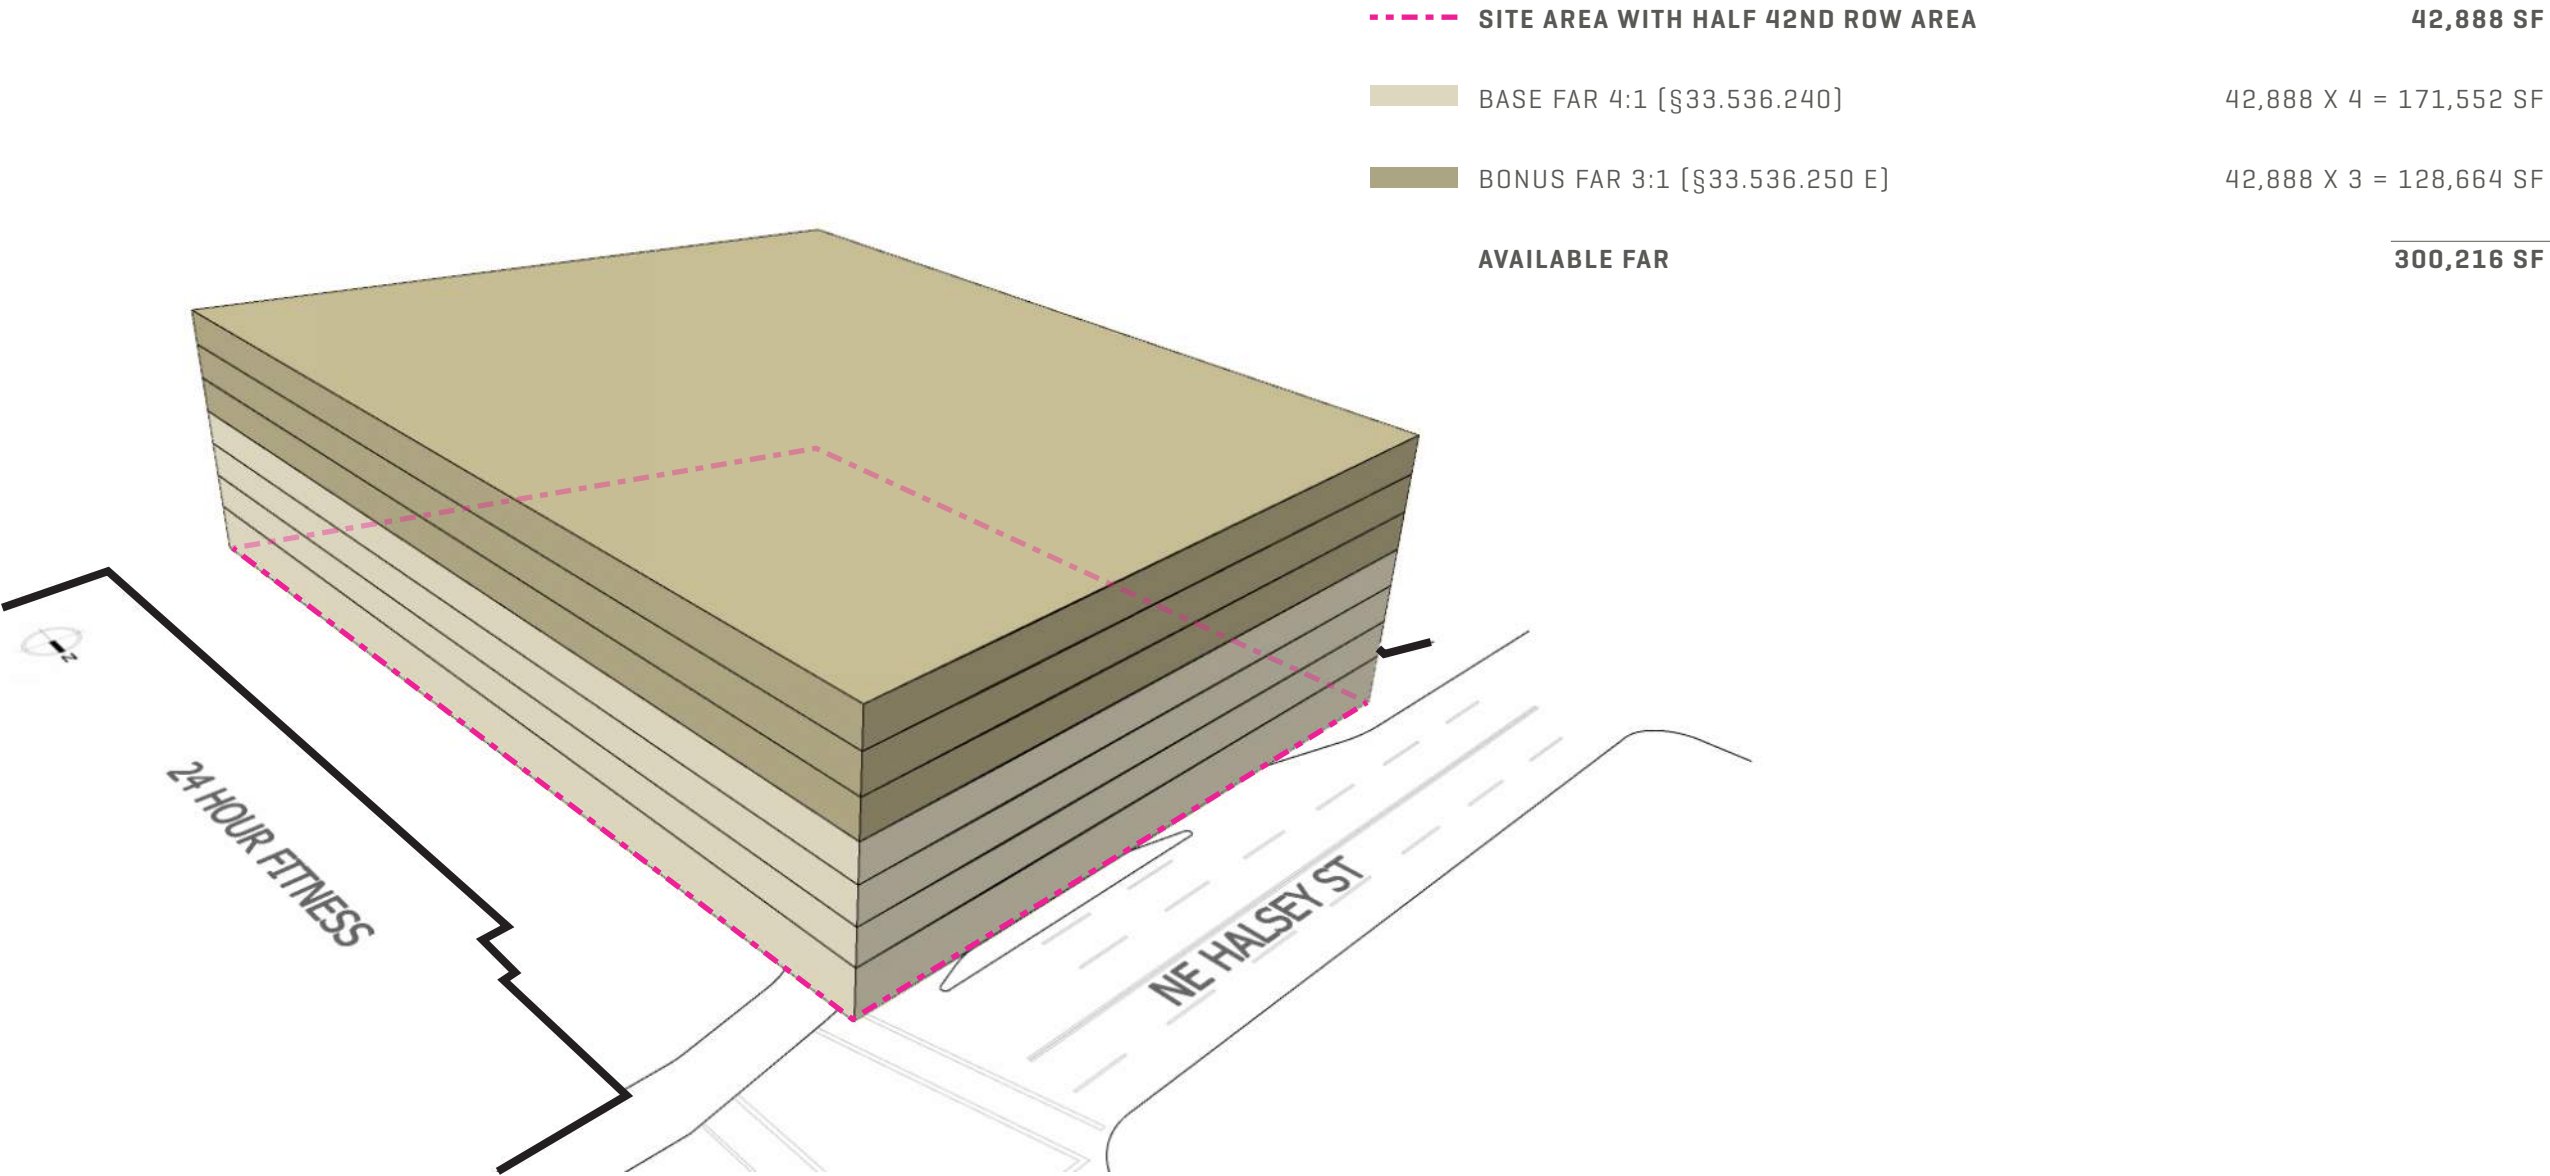 SITE AREA WITH HALF 42ND ROW AREA 42,888 SF
BASE FAR 4:1 (§33.536.240) 42,888 X 4 = 171,552 SF
BONUS FAR 3:1 (§33.536.250 E) 42,888 X 3 = 128,664 SF
AVAILABLE FAR 300,216 SF
N
24 HOUR FITNESS
NE HALSEY ST